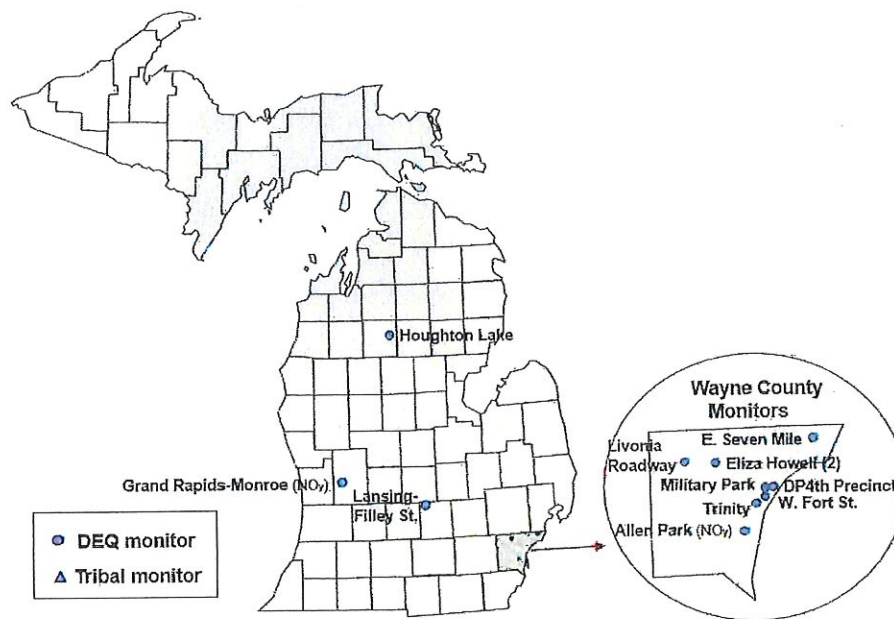 Houghton Lake
Grand Rapids-Monroe (NOy)
Lansing-
Filley St.
DEQ monitor
Tribal monitor
Wayne County
Monitors
E. Seven Mile
Livonia
Roadway
Eliza Howell (2)
Military Park
DP4th Precinct
W. Fort St.
Trinity
Allen Park (NOy)